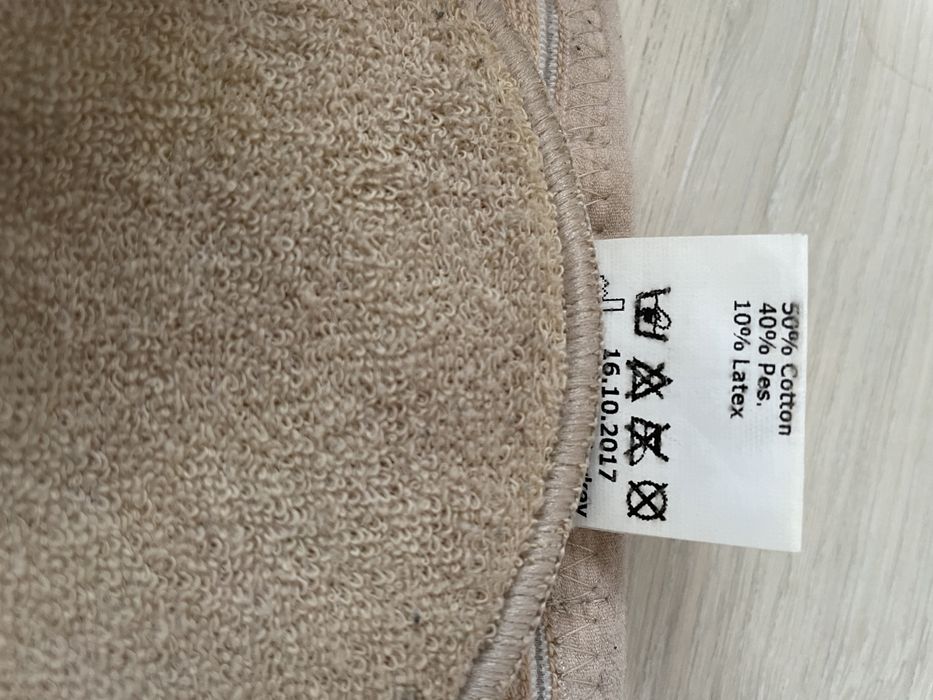 50% Cotton
40% Pes.
10% Latex
16.10.2017